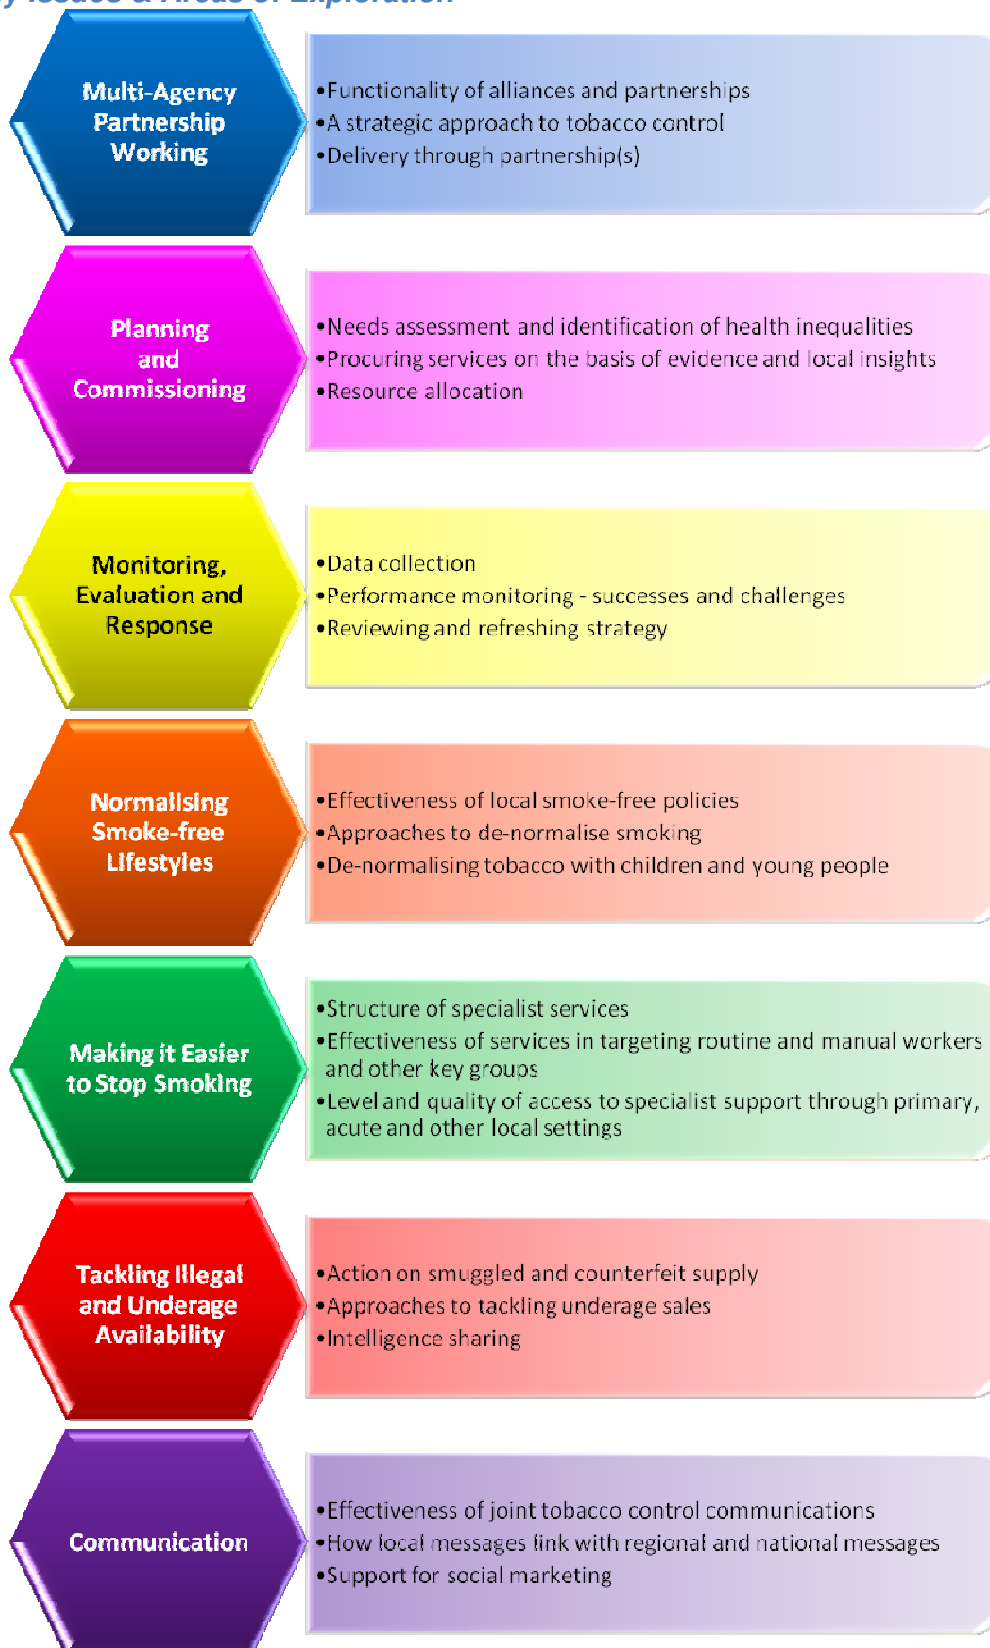 Issues & Areas of Exploration
Multi-Agency
Partnership
Working
•Functionality of alliances and partnerships
•A strategic approach to tobacco control
•Delivery through partnership(s)
Planning
and
Commissioning
•Needs assessment and identification of health inequalities
•Procuring services on the basis of evidence and local insights
•Resource allocation
Monitoring,
Evaluation and
Response
•Data collection
•Performance monitoring - successes and challenges
•Reviewing and refreshing strategy
Normalising
Smoke-free
Lifestyles
•Effectiveness of local smoke-free policies
•Approaches to de-normalise smoking
•De-normalising tobacco with children and young people
Making it Easier
to Stop Smoking
•Structure of specialist services
•Effectiveness of services in targeting routine and manual workers
and other key groups
•Level and quality of access to specialist support through primary,
acute and other local settings
Tackling Illegal
and Underage
Availability
•Action on smuggled and counterfeit supply
•Approaches to tackling underage sales
•Intelligence sharing
Communication
•Effectiveness of joint tobacco control communications
•How local messages link with regional and national messages
•Support for social marketing